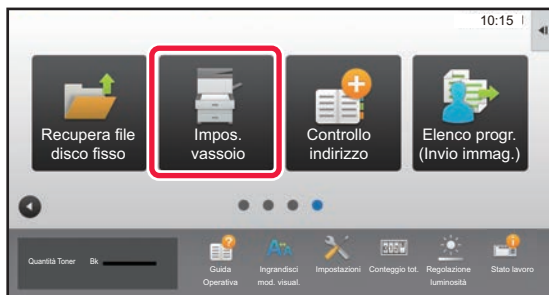 10:15
Recupera file
disco fisso
Impos.
vassoio
Controllo
indirizzo
Elenco progr.
(Invio immag.)
Quantità Toner Bk
Guida
Operativa
Ingrandisci
mod. visual.
Impostazioni
Conteggio tot.
Regolazione
luminosità
Stato lavoro